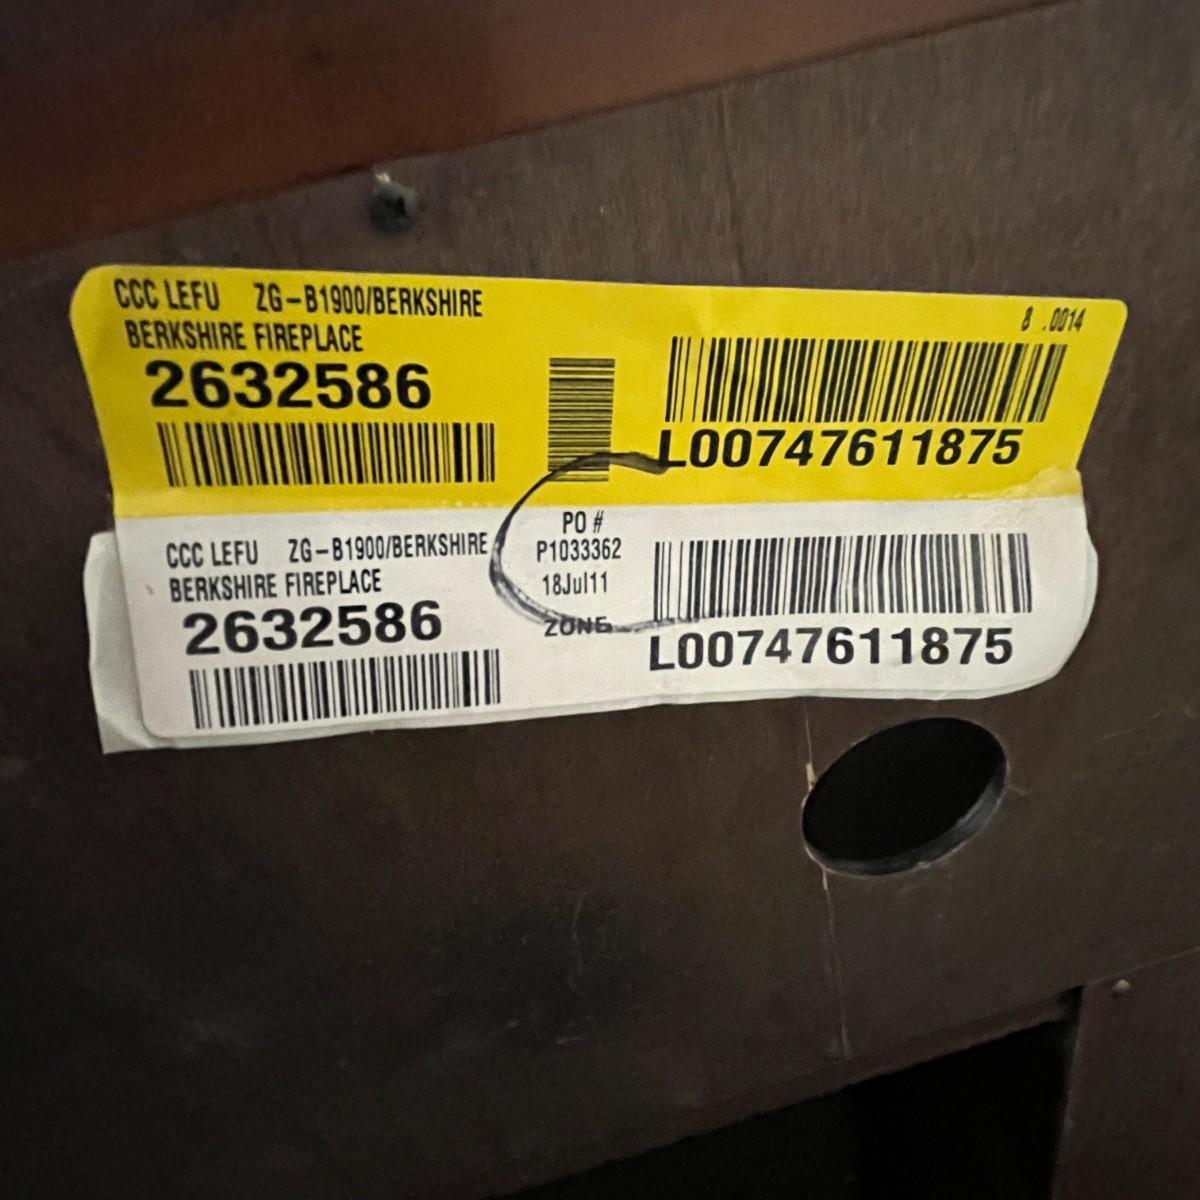 CCC LEFU ZG-B1900/BERKSHIRE
8 .0014
BERKSHIRE FIREPLACE
2632586
L00747611875
CCC LEFU ZG-B1900/BERKSHIRE
BERKSHIRE FIREPLACE
2632586
PO #
P1033362
18Jul11
ZONE
L00747611875